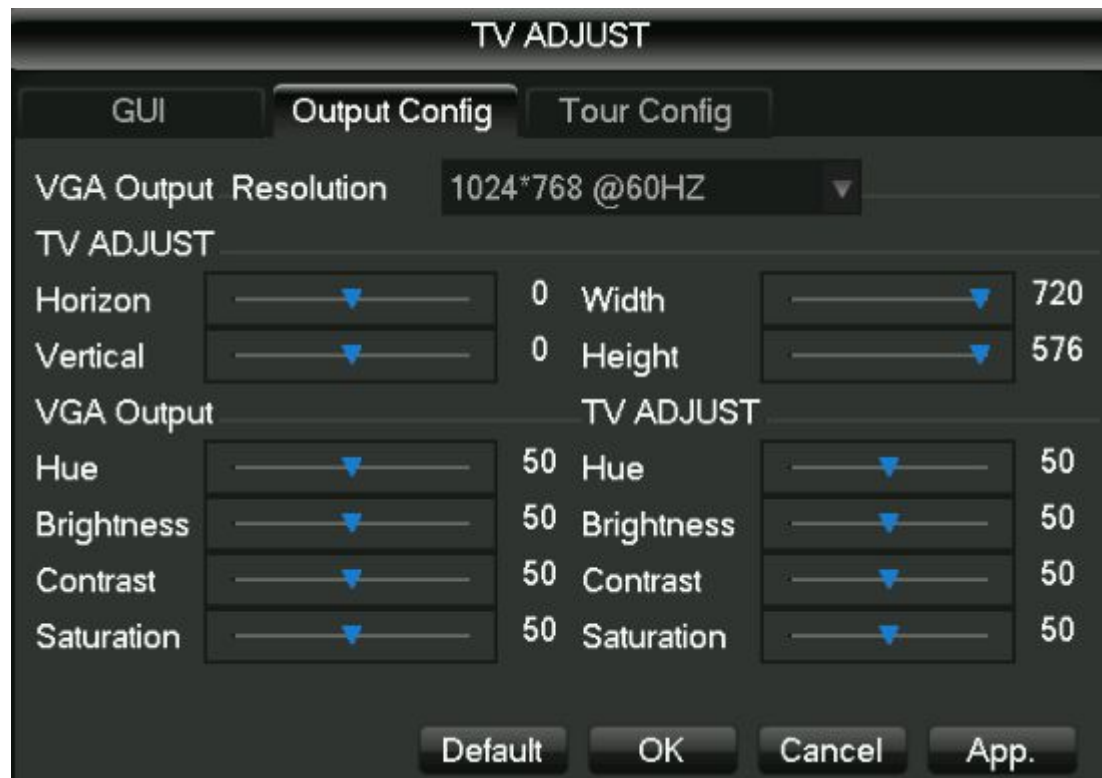 TV ADJUST
GUI Output Config Tour Config
VGA Output Resolution 1024*768 @60HZ
TV ADJUST
Horizon 0 Width 720
Vertical 0 Height 576
VGA Output TV ADJUST
Hue 50 Hue 50
Brightness 50 Brightness 50
Contrast 50 Contrast 50
Saturation 50 Saturation 50
Default OK Cancel App.